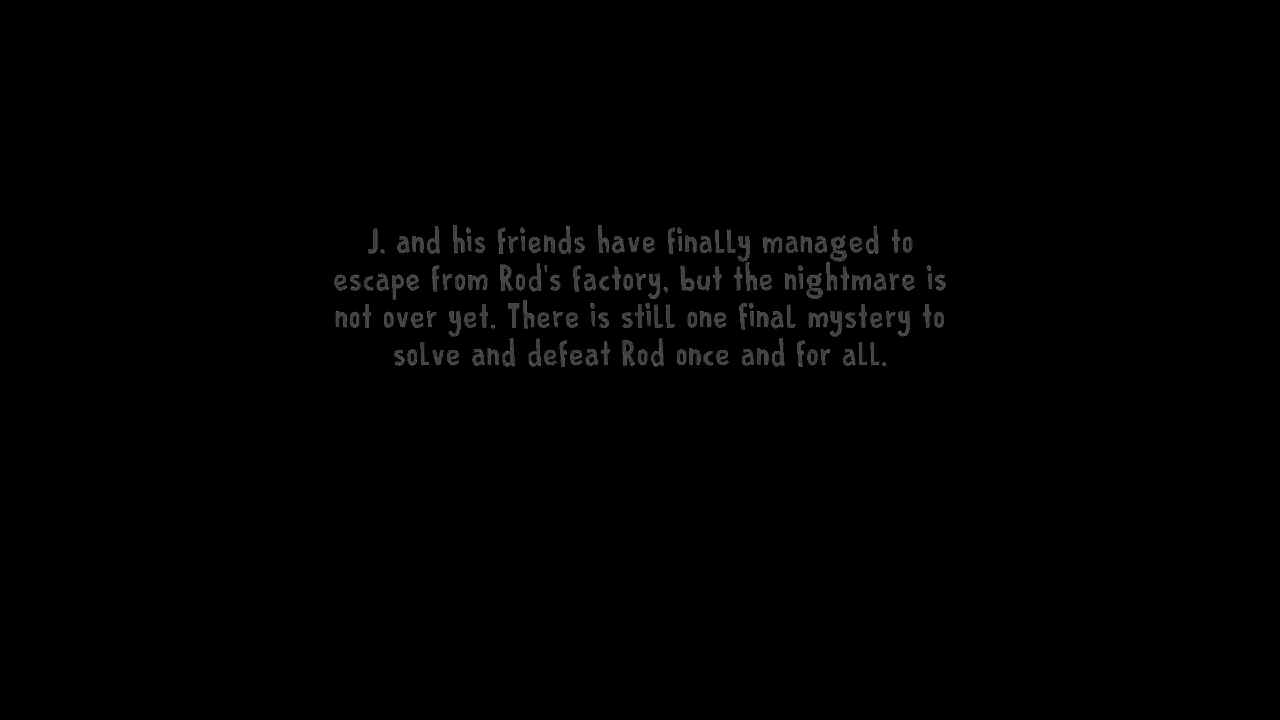 J. and his friends have finally managed to
escape from Rod's factory, but the nightmare is
not over yet. There is still one final mystery to
solve and defeat Rod once and for all.